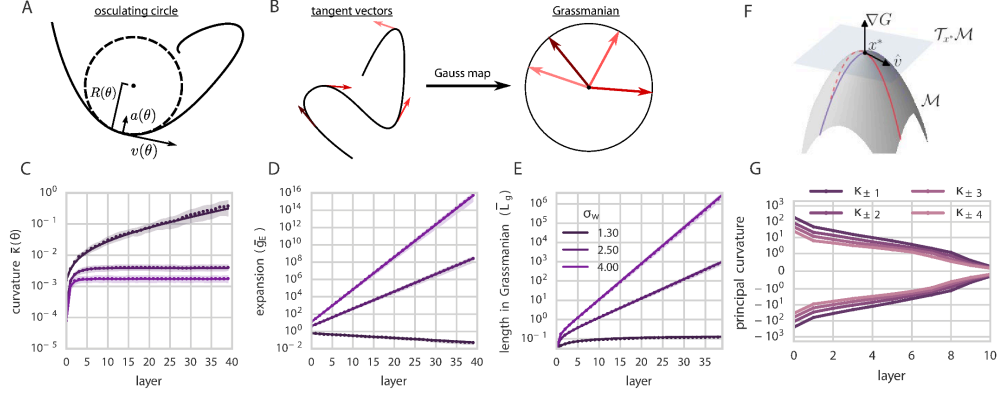 A
osculating circle
R(θ)
a(θ)
v(θ)
B
tangent vectors
Gauss map
Grassmanian
F
∇G
x*
v̂
𝒯ₓ*ℳ
ℳ
C
curvature κ̄(θ)
10⁰
10⁻¹
10⁻²
10⁻³
10⁻⁴
10⁻⁵
0 5 10 15 20 25 30 35 40
layer
D
expansion (ḡᴱ)
10¹⁶
10¹⁴
10¹²
10¹⁰
10⁸
10⁶
10⁴
10²
10⁰
10⁻²
0 10 20 30 40
layer
E
length in Grassmanian (L̄g)
10⁶
10⁵
10⁴
10³
10²
10¹
10⁰
10⁻¹
σw
1.30
2.50
4.00
0 5 10 15 20 25 30 35
layer
G
κ± 1
κ± 2
κ± 3
κ± 4
principal curvature
10³
10²
10¹
10⁰
0
− 10⁰
− 10¹
− 10²
− 10³
0 2 4 6 8 10
layer